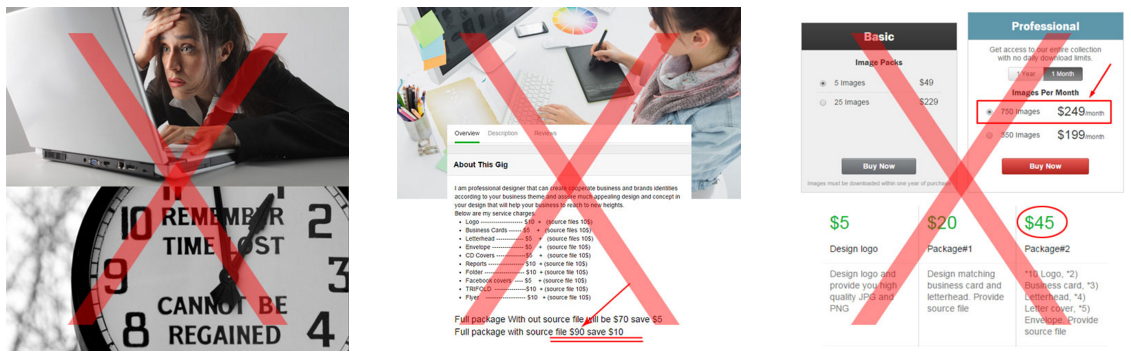 REMEMBER
TIME LOST
CANNOT BE
REGAINED
10
2
9
3
8
4
Overview Description Reviews
About This Gig
I am professional designer that can create cooperate business and brands identities
according to your business theme and assure much appealing design and concept in
your design that will help your business to reach to new heights.
Below are my service charges
• Logo ------------------- $10 + (source files 10$)
• Business Cards ------ $5 + (source files 10$)
• Letterhead ------------- $5 + (source file 10$)
• Envelope -------------- $5 + (source file 10$)
• CD Covers ------------$5 + (source file 10$)
• Reports ---------------- $10 + (source file 10$)
• Folder ------------------ $10 + (source file 10$)
• Facebook covers ---- $5 + (source file 10$)
• TRIFOLD --------------$10 + (source file 10$)
• Flyer ------------------- $10 + (source file 10$)
Full package With out source file will be $70 save $5
Full package with source file $90 save $10
Basic
Image Packs
5 Images $49
25 Images $229
Buy Now
Images must be downloaded within one year of purchase
Professional
Get access to our entire collection
with no daily download limits.
1 Year 1 Month
Images Per Month
750 Images $249/month
350 Images $199/month
Buy Now
$5
Design logo
Design logo and
provide you high
quality JPG and
PNG
$20
Package#1
Design matching
business card and
letterhead. Provide
source file
$45
Package#2
*10 Logo, *2)
Business card, *3)
Letterhead, *4)
Letter cover, *5)
Envelope. Provide
source file